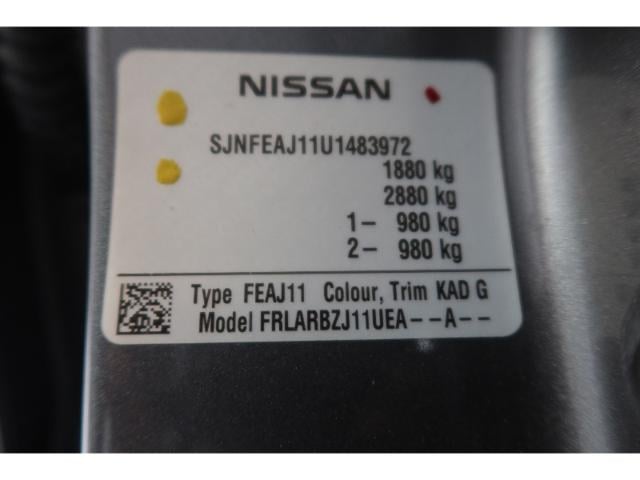 NISSAN
SJNFEAJ11U1483972
1880 kg
2880 kg
1- 980 kg
2- 980 kg
Type FEAJ11 Colour, Trim KAD G
Model FRLARBZJ11UEA--A--